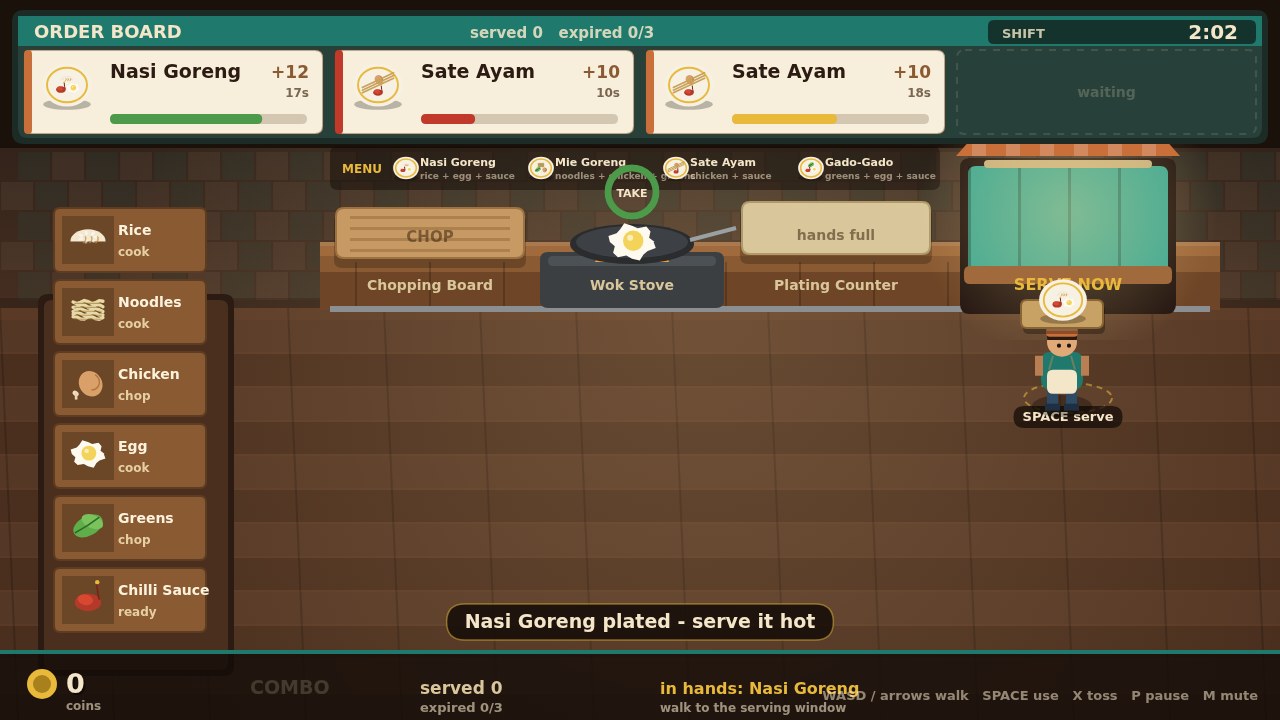 ORDER BOARD
served 0 expired 0/3
SHIFT 2:02
Nasi Goreng +12
17s
Sate Ayam +10
10s
Sate Ayam +10
18s
waiting
MENU
Nasi Goreng
rice + egg + sauce
Mie Goreng
noodles + chicken + greens
Sate Ayam
chicken + sauce
Gado-Gado
greens + egg + sauce
TAKE
Rice
cook
Noodles
cook
Chicken
chop
Egg
cook
Greens
chop
Chilli Sauce
ready
CHOP
Chopping Board
Wok Stove
hands full
Plating Counter
SERVE NOW
SPACE serve
Nasi Goreng plated - serve it hot
0
coins
COMBO
served 0
expired 0/3
in hands: Nasi Goreng
walk to the serving window
WASD / arrows walk SPACE use X toss P pause M mute